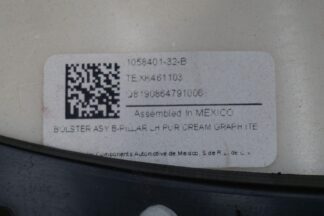 1058401-32-B
TE.XK461103
Assembled in MEXICO
BOLSTER ASY B-PILLAR LH PUR CREAM GRAPHITE
Components Automotive de Mexico, S. de R.L. de C.V.